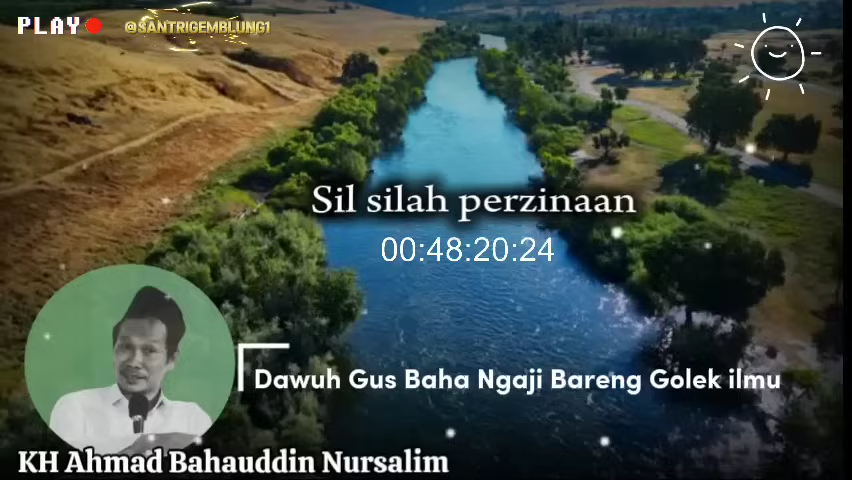 PLAY
@SANTRIGEMBLUNG1
Sil silah perzinaan
00:48:20:24
Dawuh Gus Baha Ngaji Bareng Golek ilmu
KH Ahmad Bahauddin Nursalim